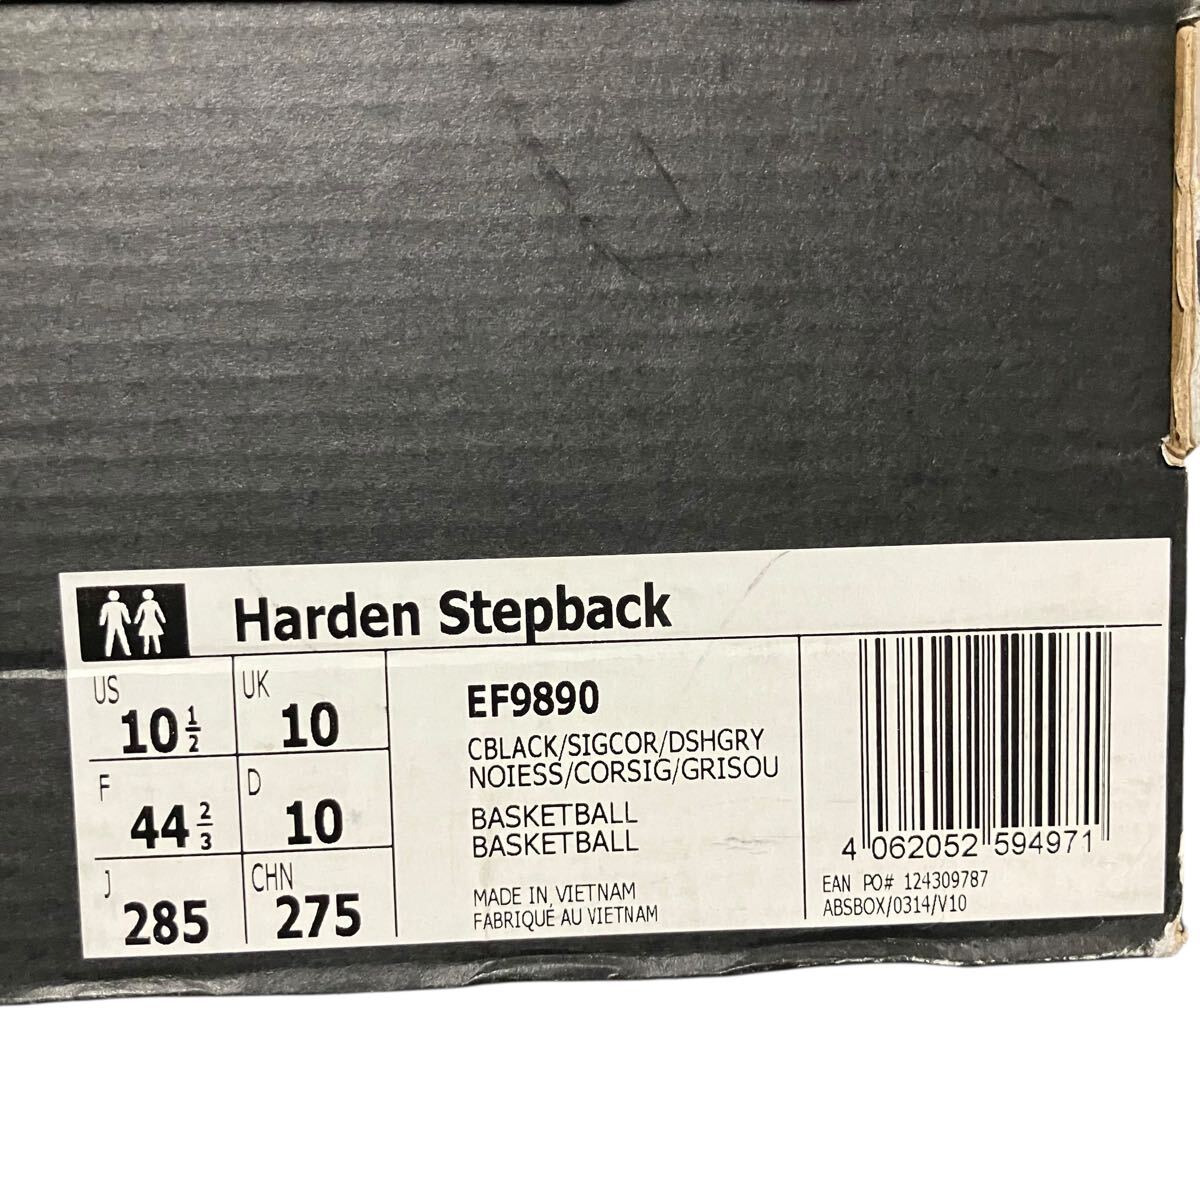 Harden Stepback
US 10 1/2
UK 10
F 44 2/3
D 10
J 285
CHN 275
EF9890
CBLACK/SIGCOR/DSHGRY
NOIESS/CORSIG/GRISOU
BASKETBALL
BASKETBALL
MADE IN VIETNAM
FABRIQUÉ AU VIETNAM
4 062052 594971
EAN PO# 124309787
ABSBOX/0314/V10